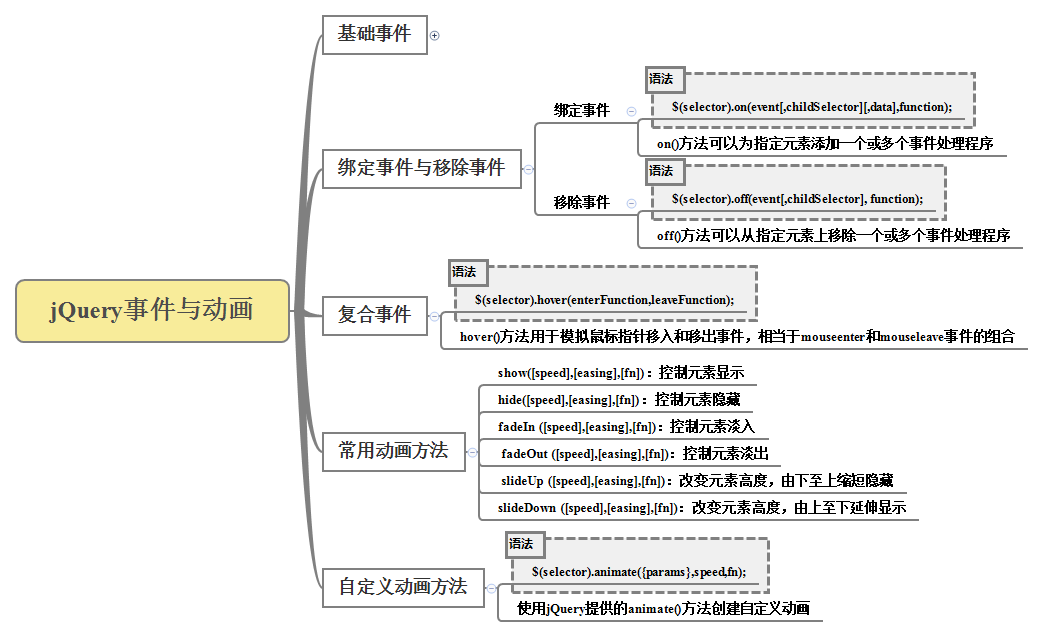 jQuery事件与动画
基础事件
绑定事件与移除事件
绑定事件
语法
$(selector).on(event[,childSelector][,data],function);
on()方法可以为指定元素添加一个或多个事件处理程序
移除事件
语法
$(selector).off(event[,childSelector], function);
off()方法可以从指定元素上移除一个或多个事件处理程序
复合事件
语法
$(selector).hover(enterFunction,leaveFunction);
hover()方法用于模拟鼠标指针移入和移出事件，相当于mouseenter和mouseleave事件的组合
常用动画方法
show([speed],[easing],[fn])：控制元素显示
hide([speed],[easing],[fn])：控制元素隐藏
fadeIn ([speed],[easing],[fn])：控制元素淡入
fadeOut ([speed],[easing],[fn])：控制元素淡出
slideUp ([speed],[easing],[fn])：改变元素高度，由下至上缩短隐藏
slideDown ([speed],[easing],[fn])：改变元素高度，由上至下延伸显示
自定义动画方法
语法
$(selector).animate({params},speed,fn);
使用jQuery提供的animate()方法创建自定义动画